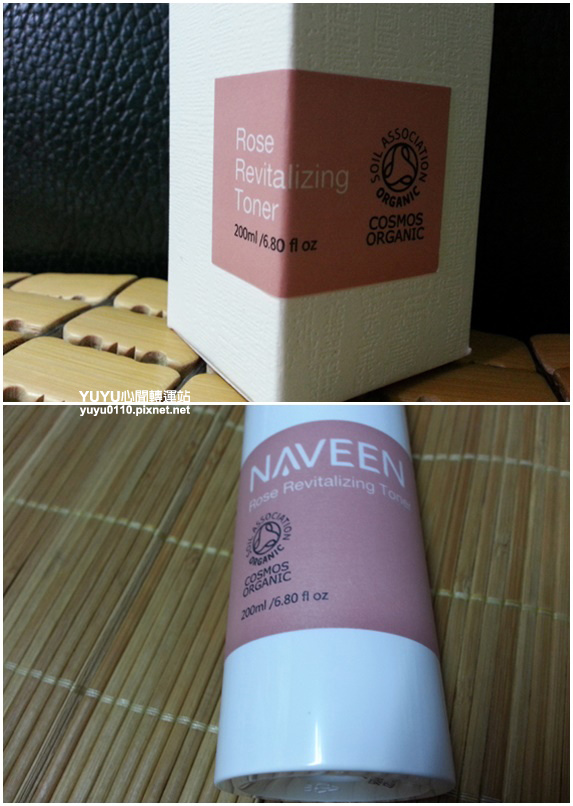 Rose
Revitalizing
Toner
200ml /6.80 fl oz
SOIL ASSOCIATION
ORGANIC
COSMOS
ORGANIC
YUYU心閣轉運站
yuyu0110.pixnet.net
NAVEEN
Rose Revitalizing Toner
SOIL ASSOCIATION
ORGANIC
COSMOS
ORGANIC
200ml /6.80 fl oz